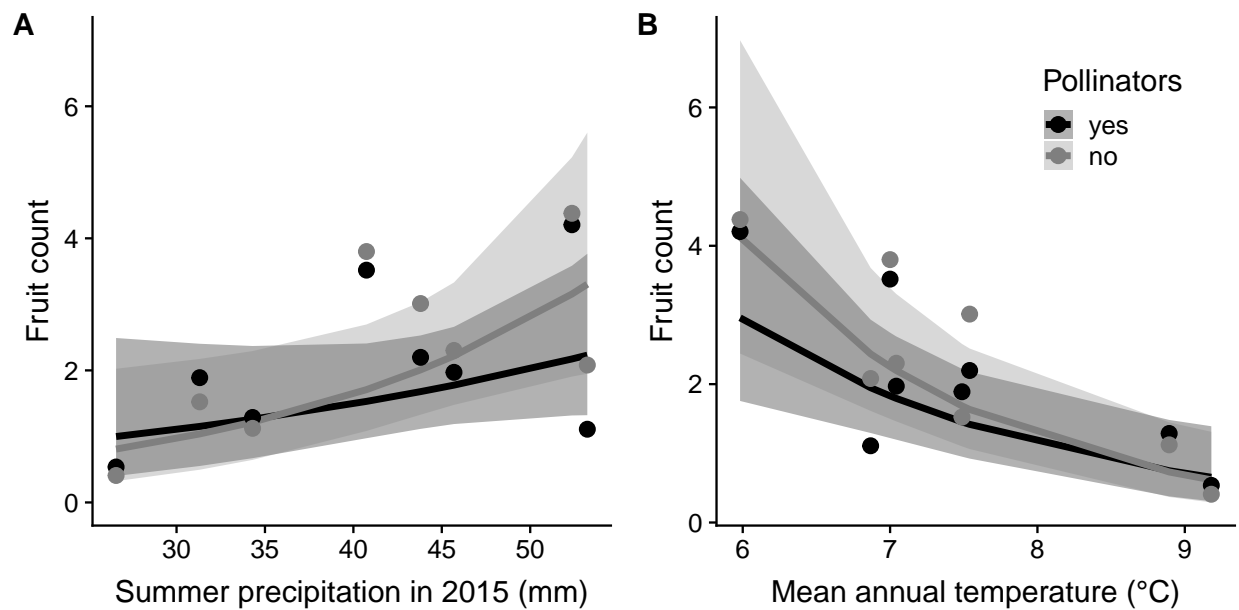 A
Fruit count
6
4
2
0
30 35 40 45 50
Summer precipitation in 2015 (mm)
B
Fruit count
6
4
2
0
6 7 8 9
Mean annual temperature (°C)
Pollinators
yes
no